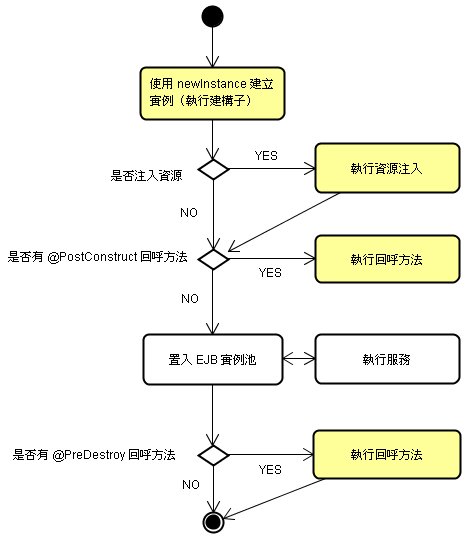 使用 newInstance 建立
實例（執行建構子）
YES
是否注入資源
執行資源注入
NO
是否有 @PostConstruct 回呼方法
YES
執行回呼方法
NO
置入 EJB 實例池
執行服務
是否有 @PreDestroy 回呼方法
YES
執行回呼方法
NO